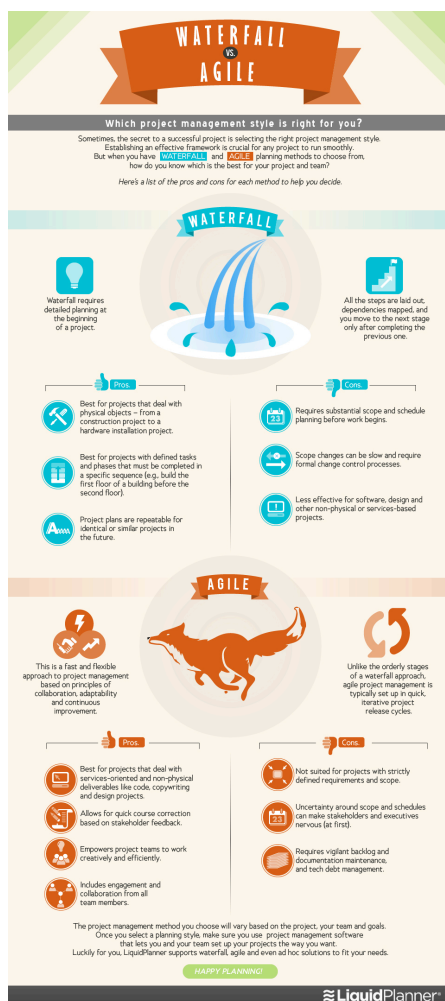 WATERFALL
VS.
AGILE
Which project management style is right for you?
Sometimes, the secret to a successful project is selecting the right project management style.
Establishing an effective framework is crucial for any project to run smoothly.
But when you have WATERFALL and AGILE planning methods to choose from,
how do you know which is the best for your project and team?
Here's a list of the pros and cons for each method to help you decide.
WATERFALL
Waterfall requires
detailed planning at
the beginning
of a project.
All the steps are laid out,
dependencies mapped, and
you move to the next stage
only after completing the
previous one.
Pros.
Best for projects that deal with
physical objects – from a
construction project to a
hardware installation project.
Best for projects with defined tasks
and phases that must be completed in
a specific sequence (e.g., build the
first floor of a building before the
second floor).
Project plans are repeatable for
identical or similar projects in
the future.
Cons.
23
Requires substantial scope and schedule
planning before work begins.
Scope changes can be slow and require
formal change control processes.
Less effective for software, design and
other non-physical or services-based
projects.
AGILE
This is a fast and flexible
approach to project management
based on principles of
collaboration, adaptability
and continuous
improvement.
Unlike the orderly stages
of a waterfall approach,
agile project management is
typically set up in quick,
iterative project
release cycles.
Pros.
Best for projects that deal with
services-oriented and non-physical
deliverables like code, copywriting
and design projects.
Allows for quick course correction
based on stakeholder feedback.
Empowers project teams to work
creatively and efficiently.
Includes engagement and
collaboration from all
team members.
Cons.
Not suited for projects with strictly
defined requirements and scope.
23
Uncertainty around scope and schedules
can make stakeholders and executives
nervous (at first).
Requires vigilant backlog and
documentation maintenance,
and tech debt management.
The project management method you choose will vary based on the project, your team and goals.
Once you select a planning style, make sure you use project management software
that lets you and your team set up your projects the way you want.
Luckily for you, LiquidPlanner supports waterfall, agile and even ad hoc solutions to fit your needs.
HAPPY PLANNING!
LiquidPlanner